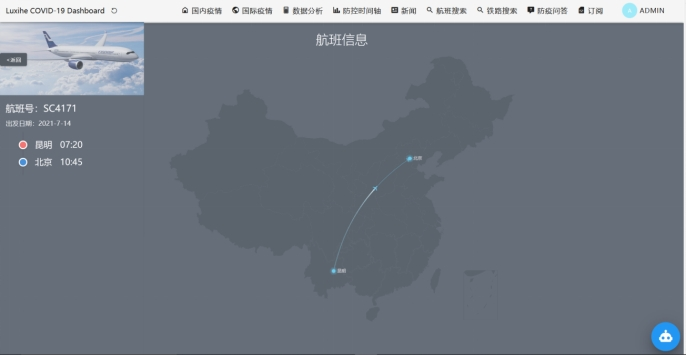 Luxihe COVID-19 Dashboard
国内疫情 国际疫情 数据分析 防控时间轴 新闻 航班搜索 铁路搜索 防疫问答 订阅 ADMIN
<返回
航班信息
航班号: SC4171
出发日期: 2021-7-14
昆明 07:20
北京 10:45
北京
昆明